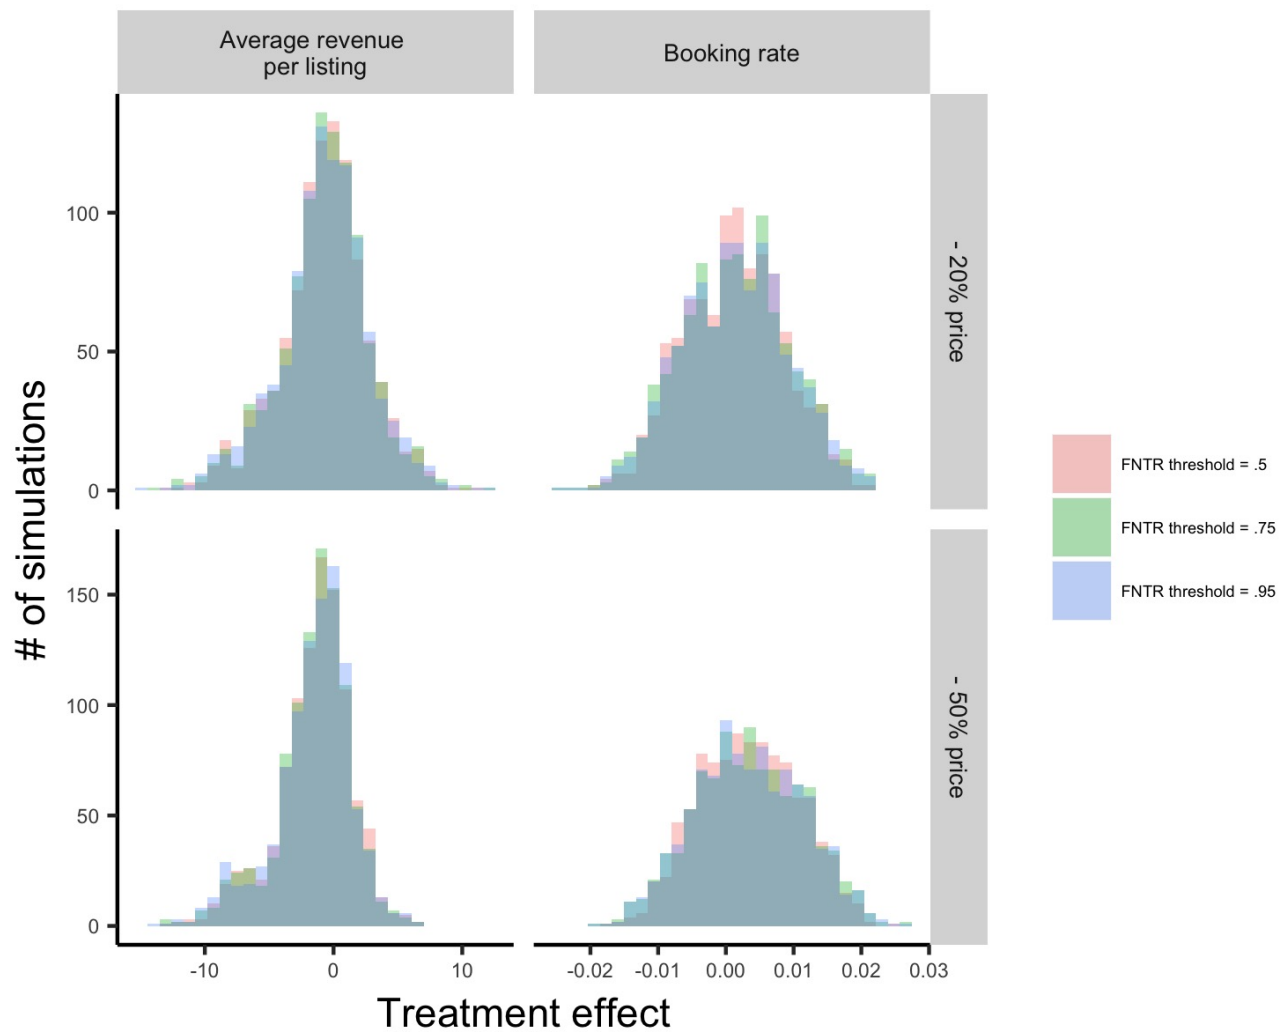 Average revenue
per listing
Booking rate
100
50
0
- 20% price
# of simulations
FNTR threshold = .5
FNTR threshold = .75
FNTR threshold = .95
150
100
50
0
- 50% price
-10
0
10
-0.02
-0.01
0.00
0.01
0.02
0.03
Treatment effect